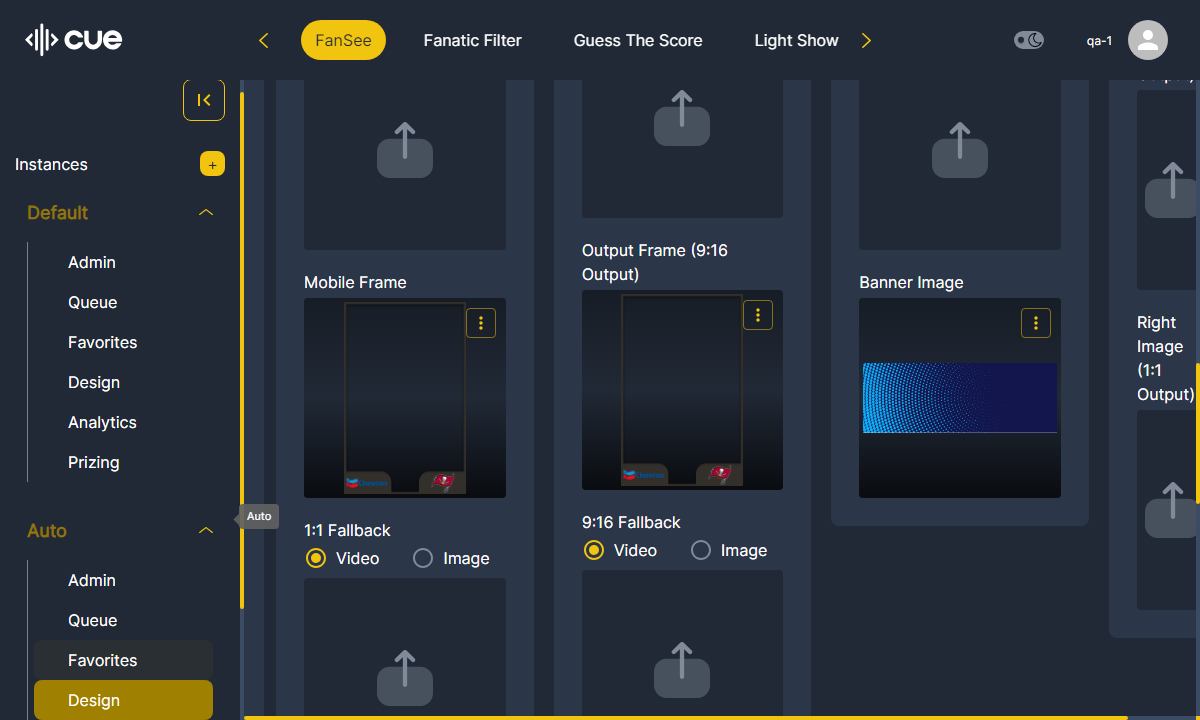 CUE
FanSee
Fanatic Filter
Guess The Score
Light Show
qa-1
Instances
+
Default
Admin
Queue
Favorites
Design
Analytics
Prizing
Auto
Admin
Queue
Favorites
Design
Auto
Mobile Frame
1:1 Fallback
Video
Image
Output Frame (9:16
Output)
9:16 Fallback
Video
Image
Banner Image
Output)
Right
Image
(1:1
Output)